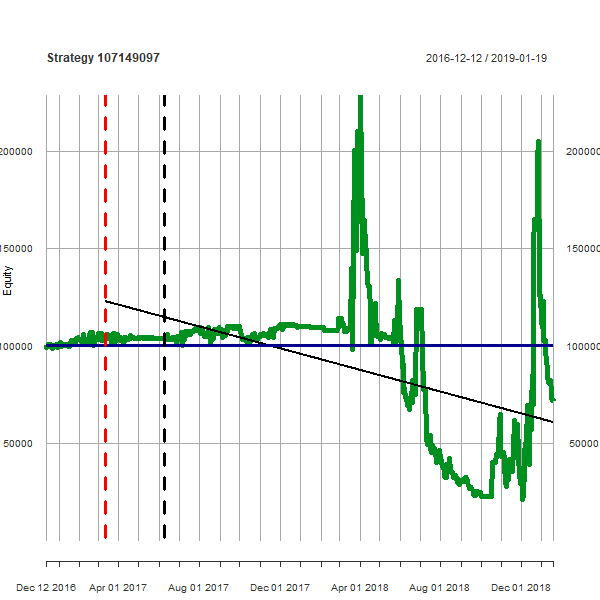 Strategy 107149097
2016-12-12 / 2019-01-19
200000
200000
150000
150000
Equity
100000
100000
50000
50000
Dec 12 2016
Apr 01 2017
Aug 01 2017
Dec 01 2017
Apr 01 2018
Aug 01 2018
Dec 01 2018